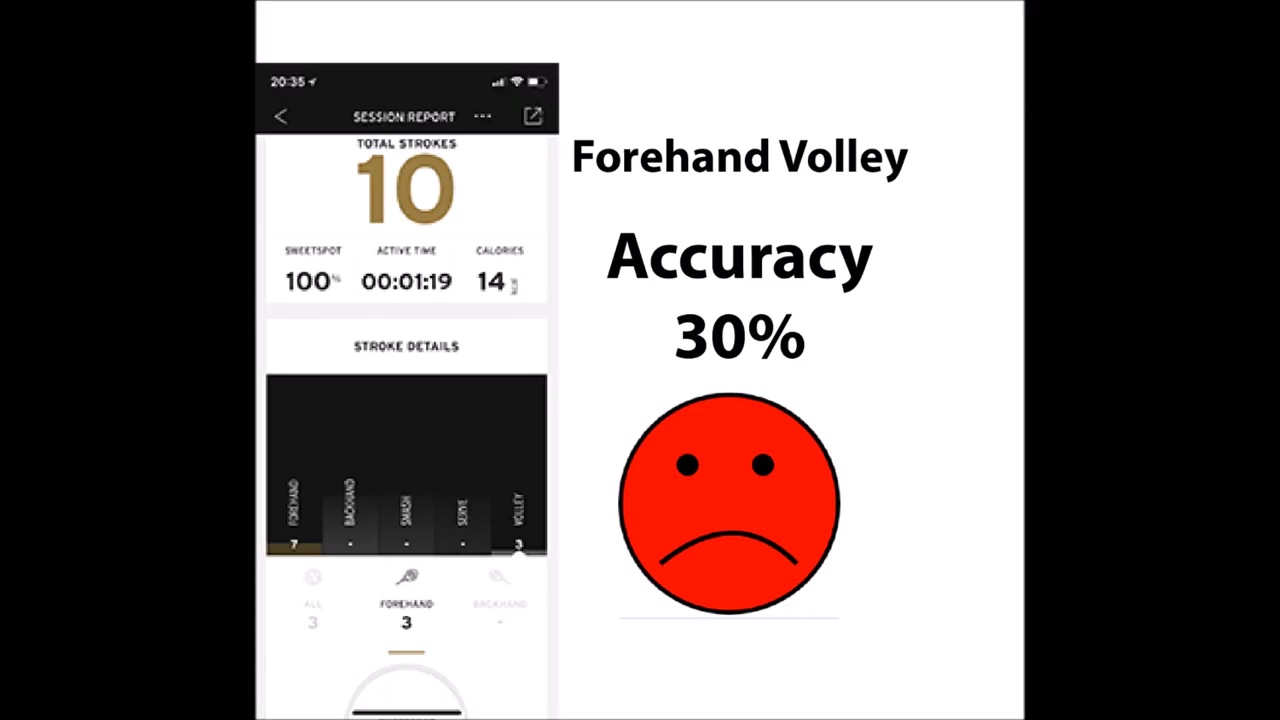 20:35
SESSION REPORT
TOTAL STROKES
10
SWEETSPOT ACTIVE TIME CALORIES
100% 00:01:19 14
STROKE DETAILS
FOREHAND BACKHAND SMASH SERVE VOLLEY
7 - - - 3
ALL FOREHAND BACKHAND
3 3 -
Forehand Volley
Accuracy
30%